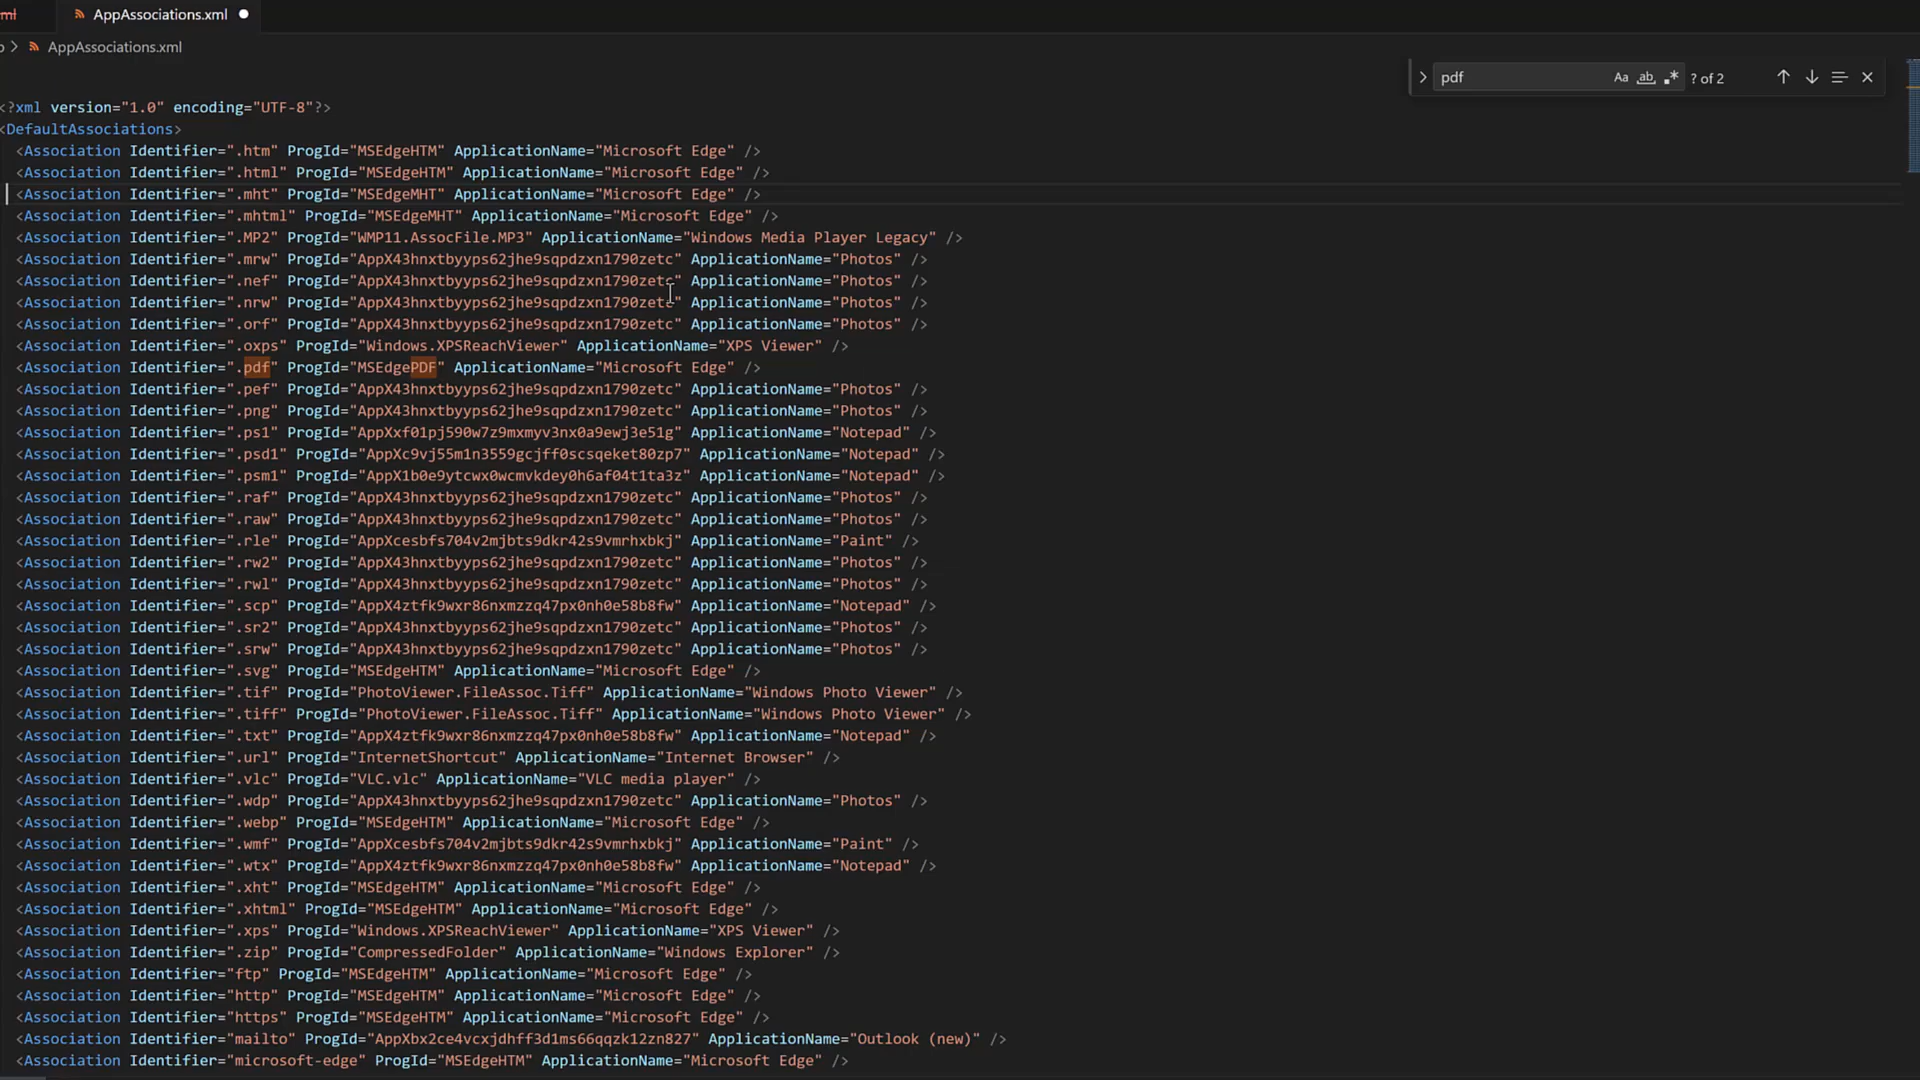 ml AppAssociations.xml
p > AppAssociations.xml
pdf Aa ab .* ? of 2
<?xml version="1.0" encoding="UTF-8"?>
<DefaultAssociations>
<Association Identifier=".htm" ProgId="MSEdgeHTM" ApplicationName="Microsoft Edge" />
<Association Identifier=".html" ProgId="MSEdgeHTM" ApplicationName="Microsoft Edge" />
<Association Identifier=".mht" ProgId="MSEdgeMHT" ApplicationName="Microsoft Edge" />
<Association Identifier=".mhtml" ProgId="MSEdgeMHT" ApplicationName="Microsoft Edge" />
<Association Identifier=".MP2" ProgId="WMP11.AssocFile.MP3" ApplicationName="Windows Media Player Legacy" />
<Association Identifier=".mrw" ProgId="AppX43hnxtbyyps62jhe9sqpdzxn1790zetc" ApplicationName="Photos" />
<Association Identifier=".nef" ProgId="AppX43hnxtbyyps62jhe9sqpdzxn1790zetc" ApplicationName="Photos" />
<Association Identifier=".nrw" ProgId="AppX43hnxtbyyps62jhe9sqpdzxn1790zetc" ApplicationName="Photos" />
<Association Identifier=".orf" ProgId="AppX43hnxtbyyps62jhe9sqpdzxn1790zetc" ApplicationName="Photos" />
<Association Identifier=".oxps" ProgId="Windows.XPSReachViewer" ApplicationName="XPS Viewer" />
<Association Identifier=".pdf" ProgId="MSEdgePDF" ApplicationName="Microsoft Edge" />
<Association Identifier=".pef" ProgId="AppX43hnxtbyyps62jhe9sqpdzxn1790zetc" ApplicationName="Photos" />
<Association Identifier=".png" ProgId="AppX43hnxtbyyps62jhe9sqpdzxn1790zetc" ApplicationName="Photos" />
<Association Identifier=".ps1" ProgId="AppXxf01pj590w7z9mxmyv3nx0a9ewj3e51g" ApplicationName="Notepad" />
<Association Identifier=".psd1" ProgId="AppXc9vj55m1n3559gcjff0scsqeket80zp7" ApplicationName="Notepad" />
<Association Identifier=".psm1" ProgId="AppX1b0e9ytcwx0wcmvkdey0h6af04t1ta3z" ApplicationName="Notepad" />
<Association Identifier=".raf" ProgId="AppX43hnxtbyyps62jhe9sqpdzxn1790zetc" ApplicationName="Photos" />
<Association Identifier=".raw" ProgId="AppX43hnxtbyyps62jhe9sqpdzxn1790zetc" ApplicationName="Photos" />
<Association Identifier=".rle" ProgId="AppXcesbfs704v2mjbts9dkr42s9vmrhxbkj" ApplicationName="Paint" />
<Association Identifier=".rw2" ProgId="AppX43hnxtbyyps62jhe9sqpdzxn1790zetc" ApplicationName="Photos" />
<Association Identifier=".rwl" ProgId="AppX43hnxtbyyps62jhe9sqpdzxn1790zetc" ApplicationName="Photos" />
<Association Identifier=".scp" ProgId="AppX4ztfk9wxr86nxmzzq47px0nh0e58b8fw" ApplicationName="Notepad" />
<Association Identifier=".sr2" ProgId="AppX43hnxtbyyps62jhe9sqpdzxn1790zetc" ApplicationName="Photos" />
<Association Identifier=".srw" ProgId="AppX43hnxtbyyps62jhe9sqpdzxn1790zetc" ApplicationName="Photos" />
<Association Identifier=".svg" ProgId="MSEdgeHTM" ApplicationName="Microsoft Edge" />
<Association Identifier=".tif" ProgId="PhotoViewer.FileAssoc.Tiff" ApplicationName="Windows Photo Viewer" />
<Association Identifier=".tiff" ProgId="PhotoViewer.FileAssoc.Tiff" ApplicationName="Windows Photo Viewer" />
<Association Identifier=".txt" ProgId="AppX4ztfk9wxr86nxmzzq47px0nh0e58b8fw" ApplicationName="Notepad" />
<Association Identifier=".url" ProgId="InternetShortcut" ApplicationName="Internet Browser" />
<Association Identifier=".vlc" ProgId="VLC.vlc" ApplicationName="VLC media player" />
<Association Identifier=".wdp" ProgId="AppX43hnxtbyyps62jhe9sqpdzxn1790zetc" ApplicationName="Photos" />
<Association Identifier=".webp" ProgId="MSEdgeHTM" ApplicationName="Microsoft Edge" />
<Association Identifier=".wmf" ProgId="AppXcesbfs704v2mjbts9dkr42s9vmrhxbkj" ApplicationName="Paint" />
<Association Identifier=".wtx" ProgId="AppX4ztfk9wxr86nxmzzq47px0nh0e58b8fw" ApplicationName="Notepad" />
<Association Identifier=".xht" ProgId="MSEdgeHTM" ApplicationName="Microsoft Edge" />
<Association Identifier=".xhtml" ProgId="MSEdgeHTM" ApplicationName="Microsoft Edge" />
<Association Identifier=".xps" ProgId="Windows.XPSReachViewer" ApplicationName="XPS Viewer" />
<Association Identifier=".zip" ProgId="CompressedFolder" ApplicationName="Windows Explorer" />
<Association Identifier="ftp" ProgId="MSEdgeHTM" ApplicationName="Microsoft Edge" />
<Association Identifier="http" ProgId="MSEdgeHTM" ApplicationName="Microsoft Edge" />
<Association Identifier="https" ProgId="MSEdgeHTM" ApplicationName="Microsoft Edge" />
<Association Identifier="mailto" ProgId="AppXbx2ce4vcxjdhff3d1ms66qqzk12zn827" ApplicationName="Outlook (new)" />
<Association Identifier="microsoft-edge" ProgId="MSEdgeHTM" ApplicationName="Microsoft Edge" />